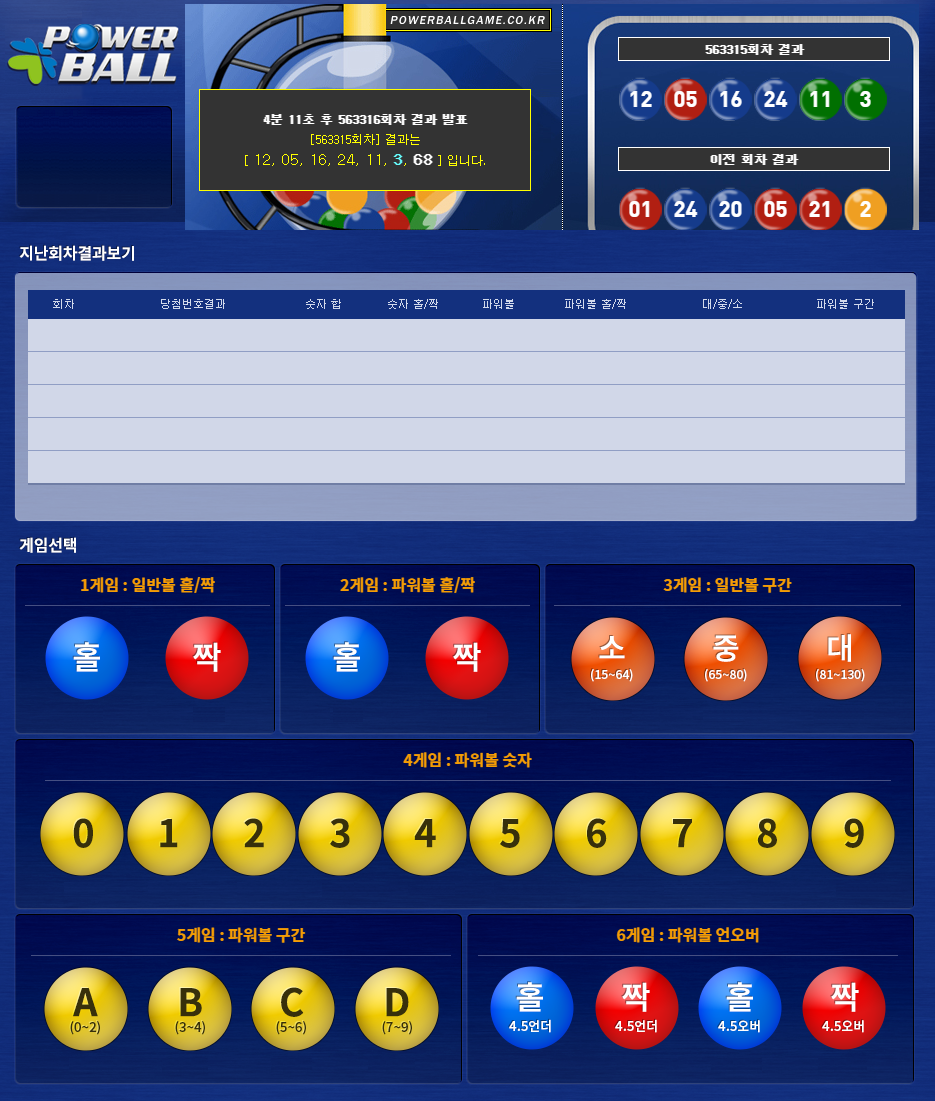 POWER
BALL
POWERBALLGAME.CO.KR
4분 11초 후 563316회차 결과 발표
[563315회차] 결과는
[ 12, 05, 16, 24, 11, 3, 68 ] 입니다.
563315회차 결과
12 05 16 24 11 3
이전 회차 결과
01 24 20 05 21 2
지난회차결과보기
회차 당첨번호결과 숫자 합 숫자 홀/짝 파워볼 파워볼 홀/짝 대/중/소 파워볼 구간
게임선택
1게임 : 일반볼 홀/짝
홀 짝
2게임 : 파워볼 홀/짝
홀 짝
3게임 : 일반볼 구간
소 중 대
(15~64) (65~80) (81~130)
4게임 : 파워볼 숫자
0 1 2 3 4 5 6 7 8 9
5게임 : 파워볼 구간
A B C D
(0~2) (3~4) (5~6) (7~9)
6게임 : 파워볼 언오버
홀 짝 홀 짝
4.5언더 4.5언더 4.5오버 4.5오버